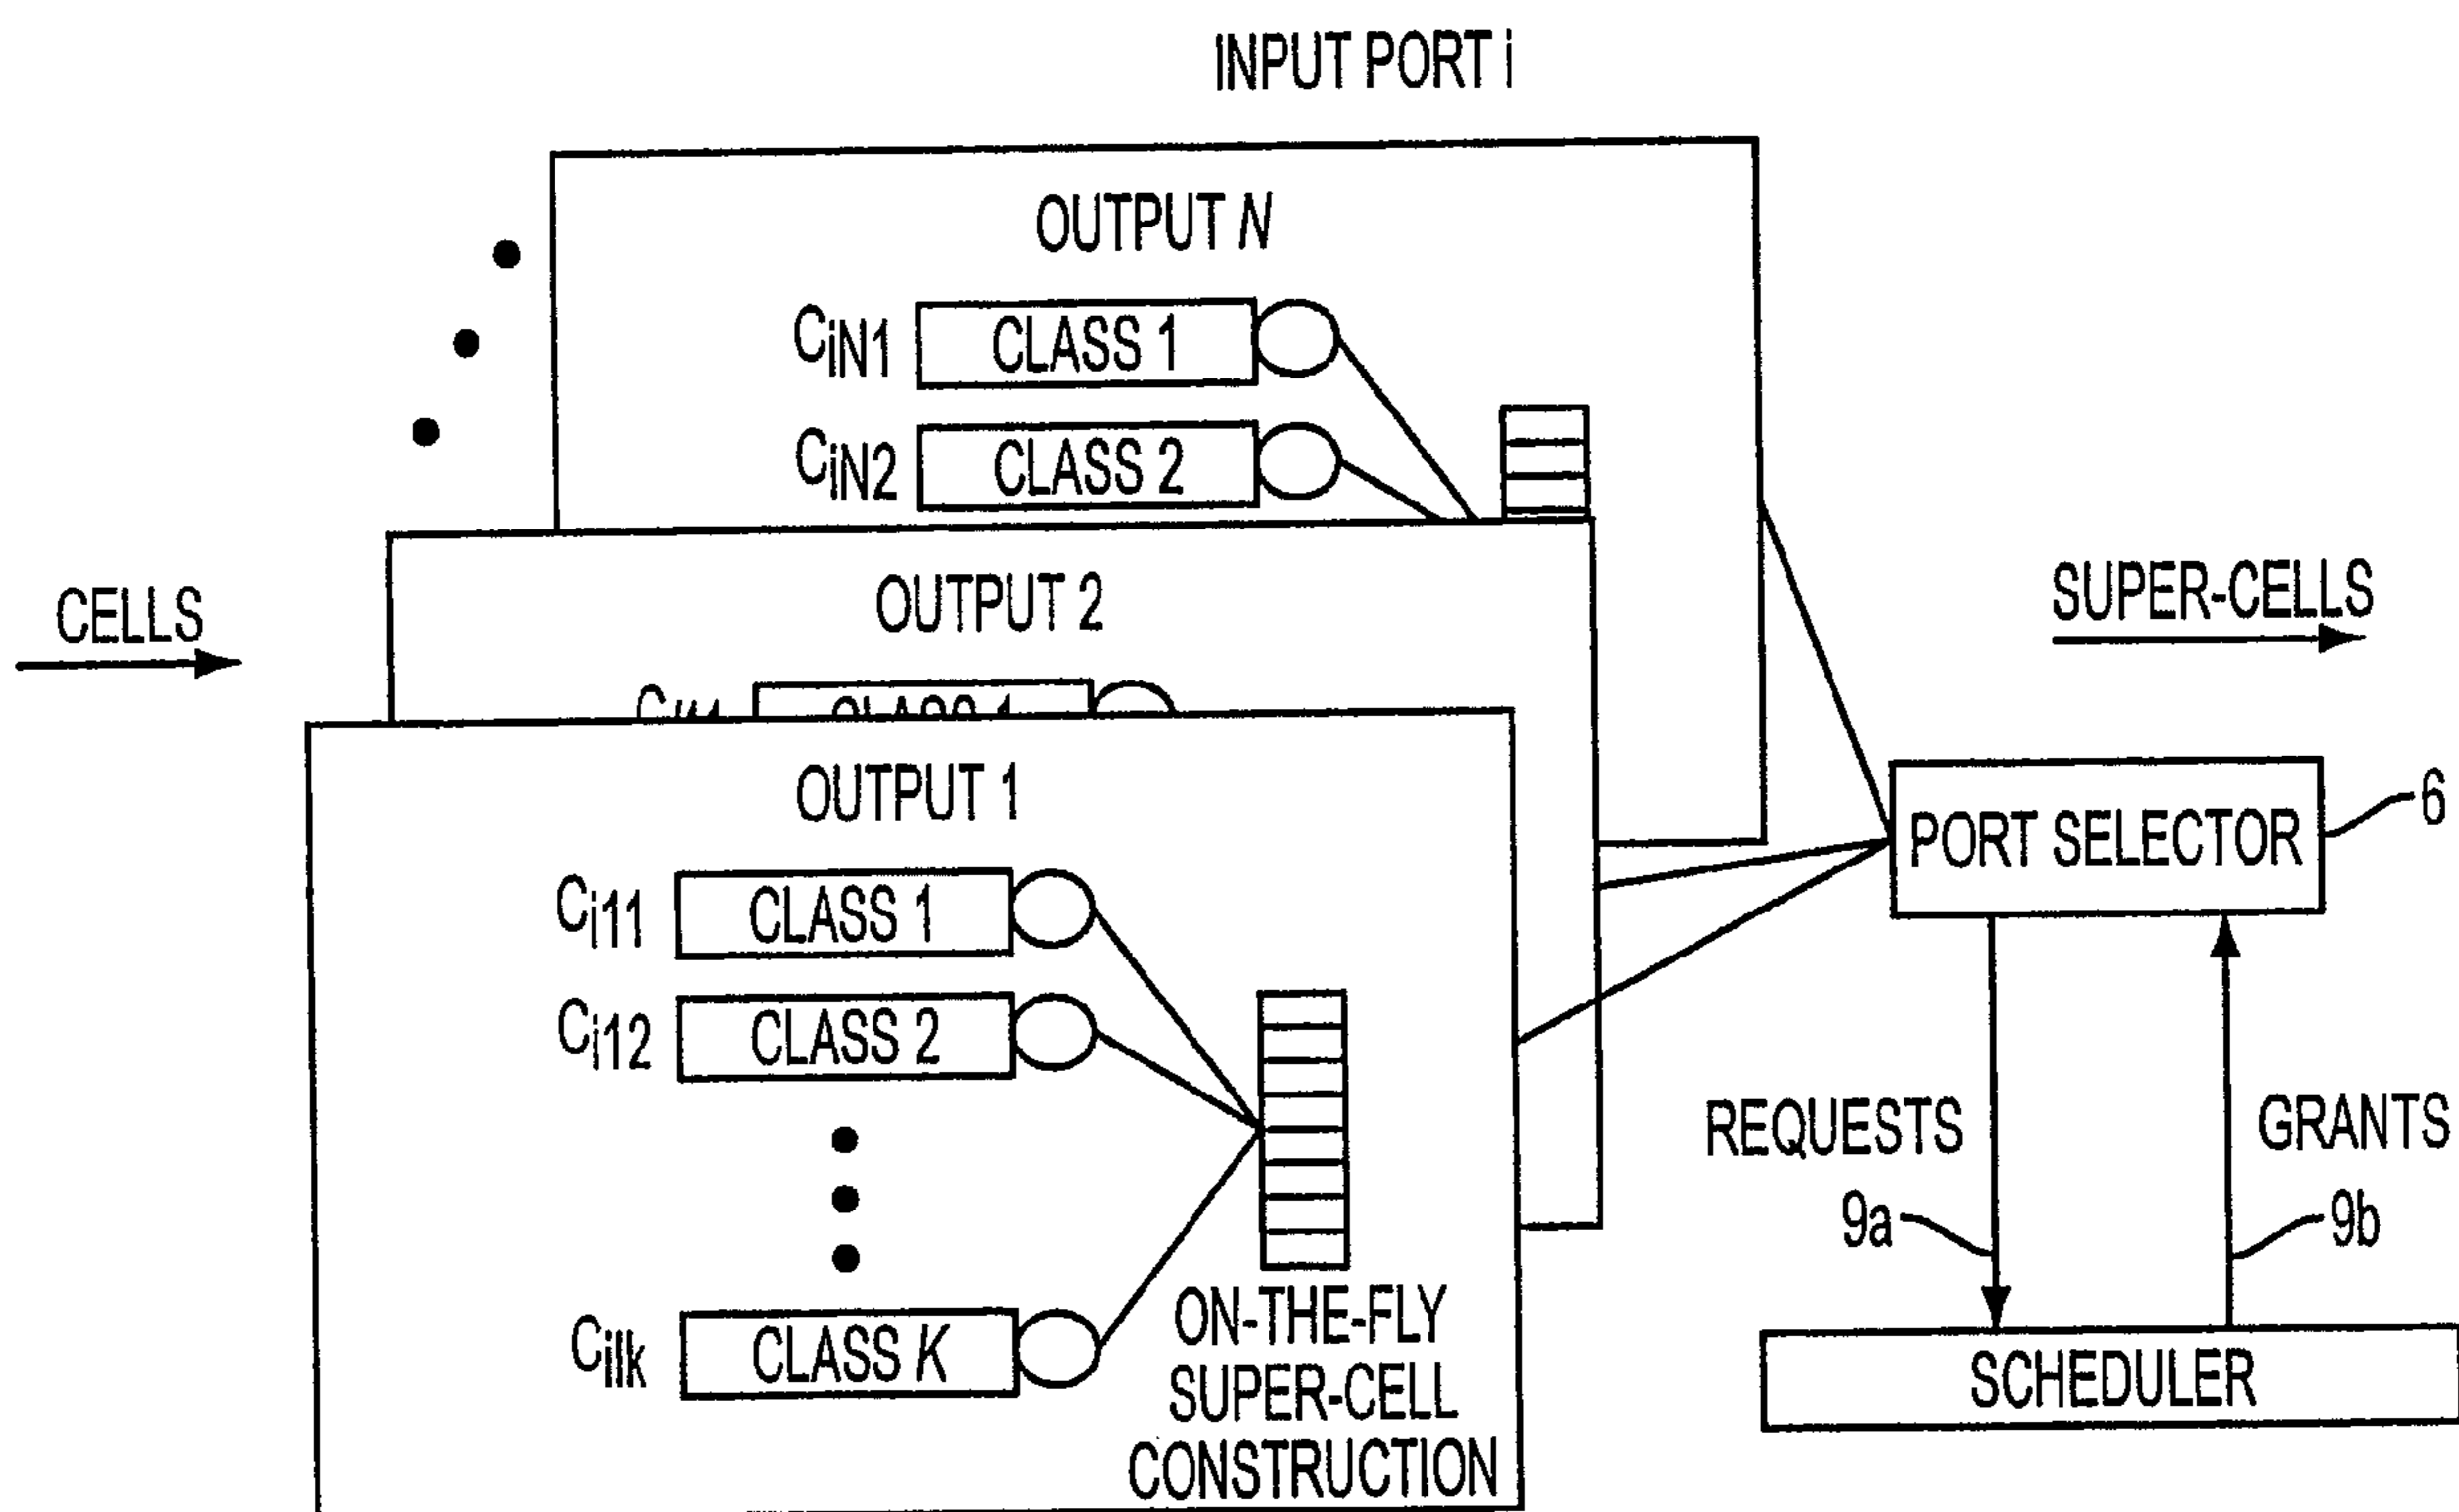 INPUT PORT i
OUTPUT N
CiN1 CLASS 1
CiN2 CLASS 2
CELLS
OUTPUT 2
SUPER-CELLS
OUTPUT 1
PORT SELECTOR
6
Ci11 CLASS 1
Ci12 CLASS 2
REQUESTS
GRANTS
9a
9b
Cilk CLASS K
ON-THE-FLY
SUPER-CELL
CONSTRUCTION
SCHEDULER